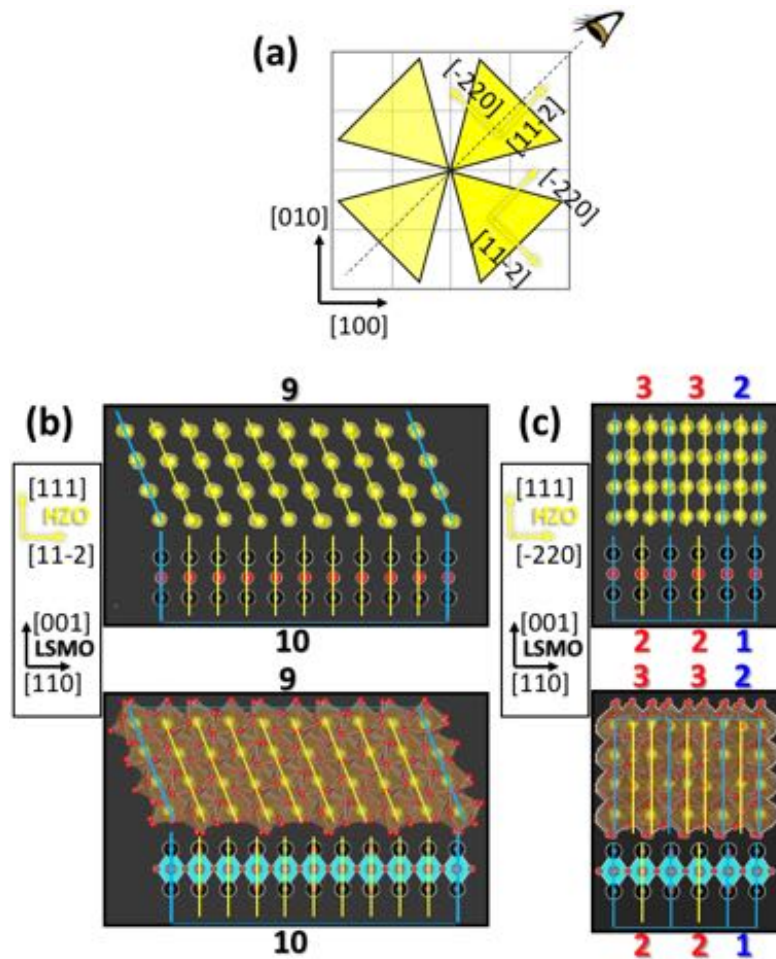 (a)
[-220]
[11-2]
[-220]
[11-2]
[010]
[100]
(b)
9
[111]
HZO
[11-2]
[001]
LSMO
[110]
10
9
10
(c)
3 3 2
[111]
HZO
[-220]
[001]
LSMO
[110]
2 2 1
3 3 2
2 2 1